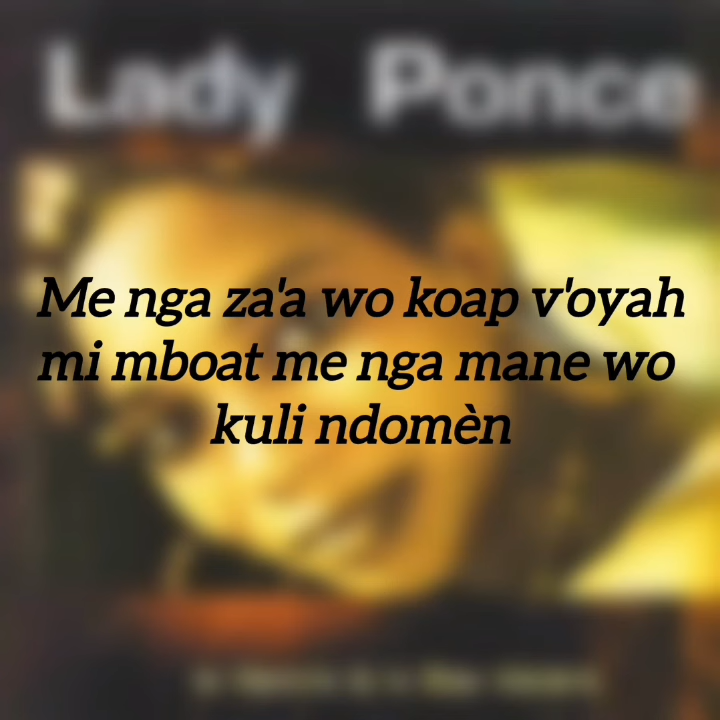 Lady Ponce
Me nga za'a wo koap v'oyah
mi mboat me nga mane wo
kuli ndomèn